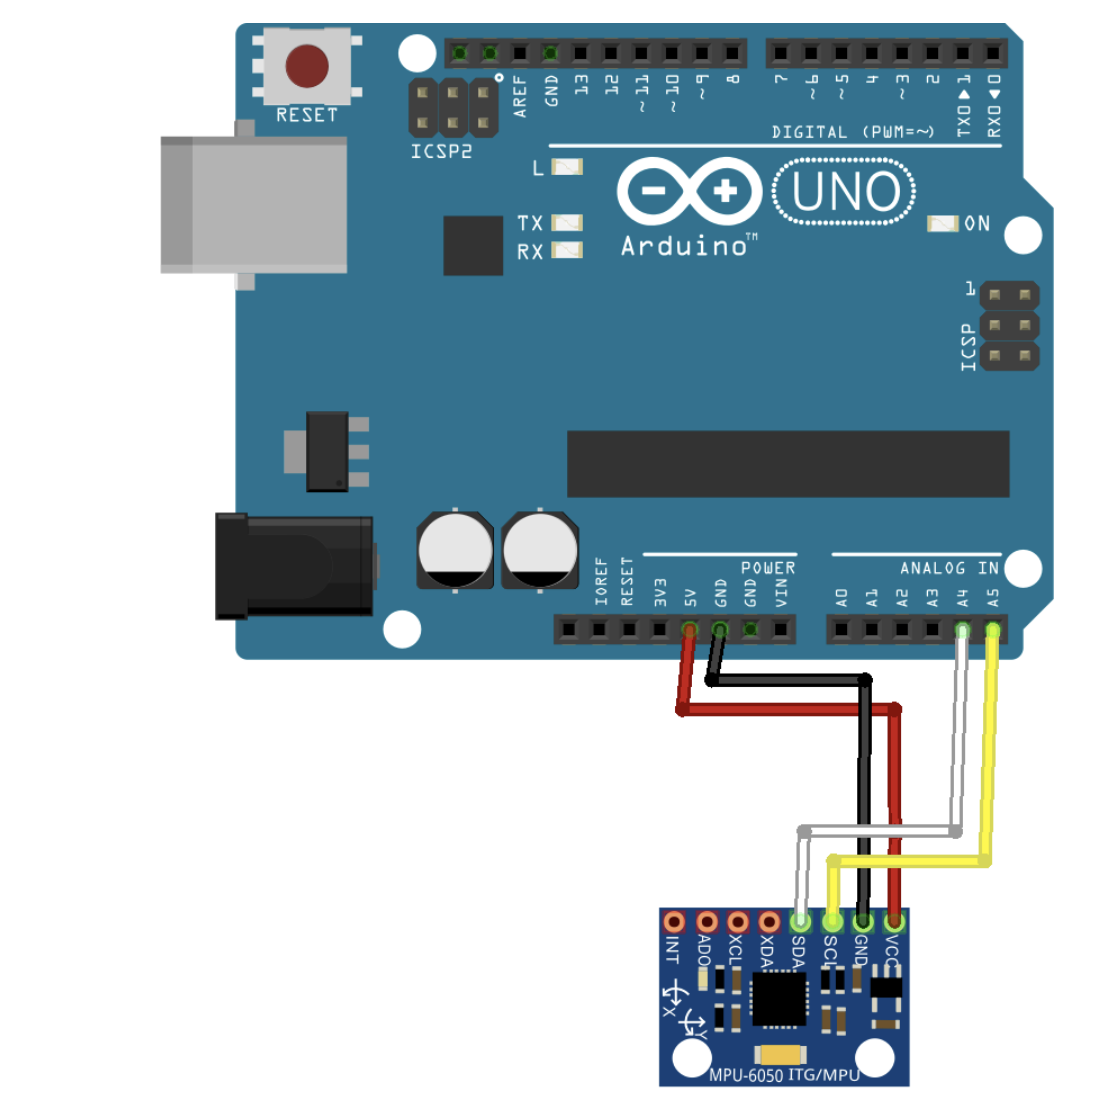 RESET
ICSP2
AREF
GND
13
12
~11
~10
~9
8
7
~6
~5
4
~3
2
TX0▶1
RX0◀0
DIGITAL (PWM=~)
L
TX
RX
UNO
Arduino™
ON
1
ICSP
POWER
ANALOG IN
IOREF
RESET
3V3
5V
GND
GND
VIN
A0
A1
A2
A3
A4
A5
INT
ADO
XCL
XDA
SDA
SCL
GND
VCC
X
Y
MPU-6050 ITG/MPU